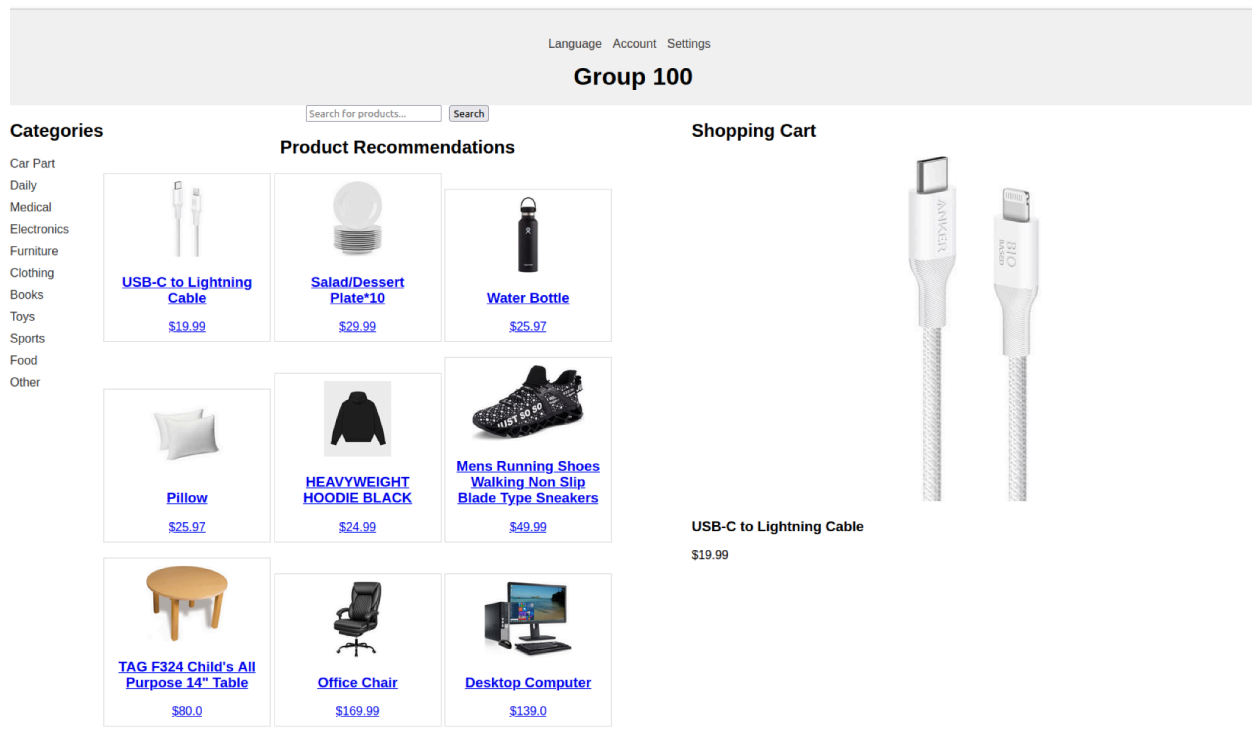 Language Account Settings
Group 100
Search for products... Search
Categories
Car Part
Daily
Medical
Electronics
Furniture
Clothing
Books
Toys
Sports
Food
Other
Product Recommendations
USB-C to Lightning
Cable
$19.99
Salad/Dessert
Plate*10
$29.99
Water Bottle
$25.97
Pillow
$25.97
HEAVYWEIGHT
HOODIE BLACK
$24.99
JUST SO SO
Mens Running Shoes
Walking Non Slip
Blade Type Sneakers
$49.99
TAG F324 Child's All
Purpose 14" Table
$80.0
Office Chair
$169.99
Desktop Computer
$139.0
Shopping Cart
ANKER
BIO
BASED
USB-C to Lightning Cable
$19.99